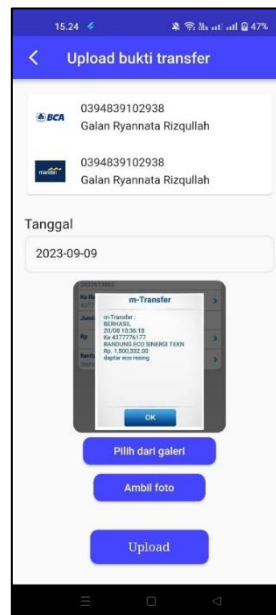 15.24
47%
Upload bukti transfer
BCA
0394839102938
Galan Ryannata Rizqullah
mandiri
0394839102938
Galan Ryannata Rizqullah
Tanggal
2023-09-09
m-Transfer
m-Transfer :
BERHASIL
20/08 10:36:18
Ke 4377776177
BANDUNG ECO SINERGI TEKN
Rp. 1,500,332.00
daptar eco racing
OK
Pilih dari galeri
Ambil foto
Upload